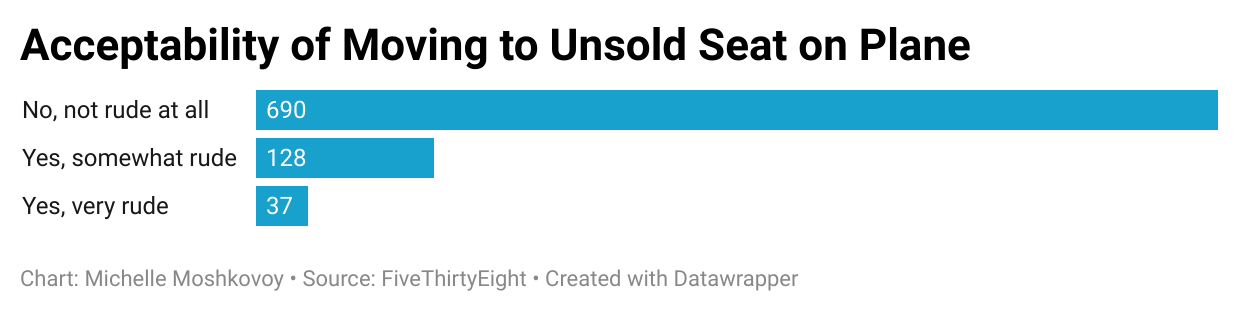 Acceptability of Moving to Unsold Seat on Plane
No, not rude at all 690
Yes, somewhat rude 128
Yes, very rude 37
Chart: Michelle Moshkovoy • Source: FiveThirtyEight • Created with Datawrapper